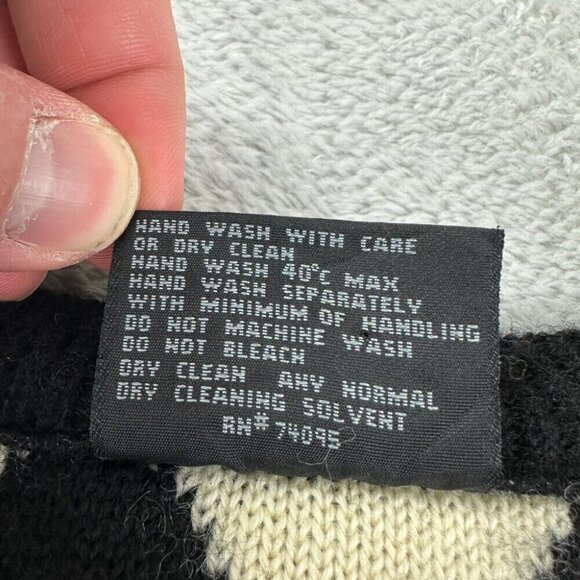 HAND WASH WITH CARE
OR DRY CLEAN
HAND WASH 40°C MAX
HAND WASH SEPARATELY
WITH MINIMUM OF HANDLING
DO NOT MACHINE WASH
DO NOT BLEACH
DRY CLEAN ANY NORMAL
DRY CLEANING SOLVENT
RN# 74095